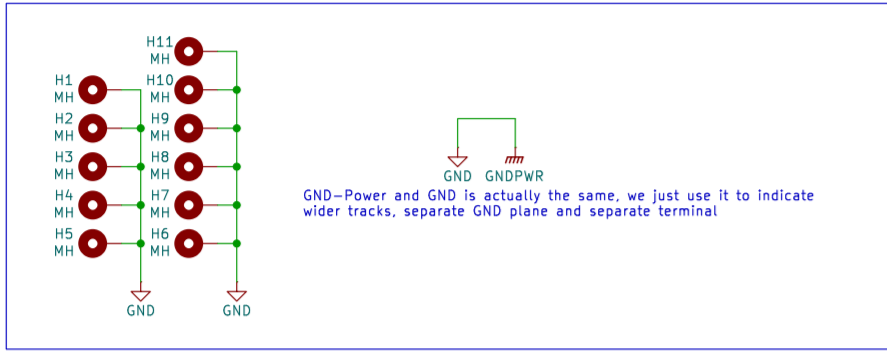 H11
MH
H1
MH
H10
MH
H2
MH
H9
MH
H3
MH
H8
MH
H4
MH
H7
MH
H5
MH
H6
MH
GND
GND
GND
GNDPWR
GND-Power and GND is actually the same, we just use it to indicate
wider tracks, separate GND plane and separate terminal